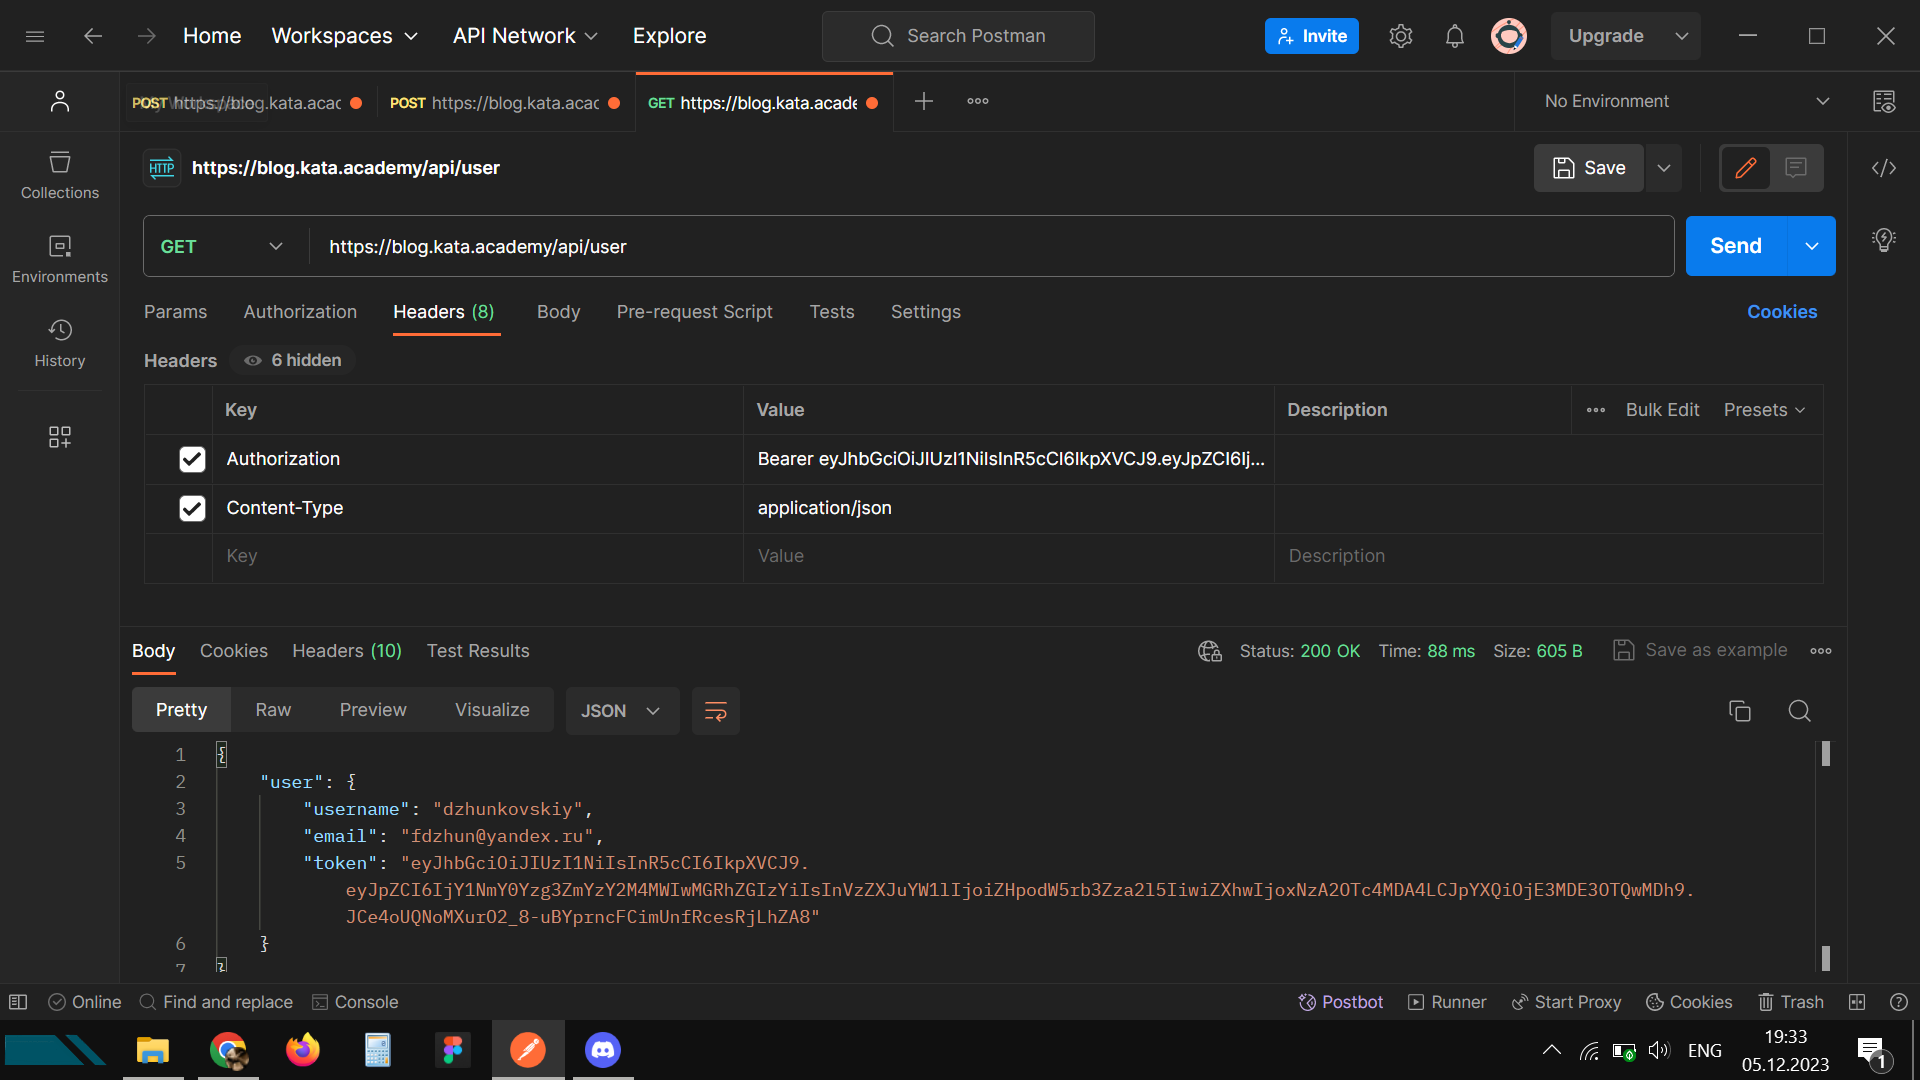 Home Workspaces API Network Explore Search Postman Invite Upgrade
POST https://blog.kata.acac POST https://blog.kata.acac GET https://blog.kata.acade No Environment
HTTP https://blog.kata.academy/api/user Save
Collections
GET https://blog.kata.academy/api/user Send
Environments
Params Authorization Headers (8) Body Pre-request Script Tests Settings Cookies
History
Headers 6 hidden
Key Value Description Bulk Edit Presets
Authorization Bearer eyJhbGciOiJIUzI1NiIsInR5cCI6IkpXVCJ9.eyJpZCI6Ij...
Content-Type application/json
Key Value Description
Body Cookies Headers (10) Test Results Status: 200 OK Time: 88 ms Size: 605 B Save as example
Pretty Raw Preview Visualize JSON
1 {
2 "user": {
3 "username": "dzhunkovskiy",
4 "email": "fdzhun@yandex.ru",
5 "token": "eyJhbGciOiJIUzI1NiIsInR5cCI6IkpXVCJ9.
eyJpZCI6IjY1NmY0Yzg3ZmYzY2M4MWIwMGRhZGIzYiIsInVzZXJuYW1lIjoiZHpodW5rb3Zza2l5IiwiZXhwIjoxNzA2OTc4MDA4LCJpYXQiOjE3MDE3OTQwMDh9.
JCe4oUQNoMXurO2_8-uBYprncFCimUnfRcesRjLhZA8"
6 }
7 }
Online Find and replace Console Postbot Runner Start Proxy Cookies Trash
ENG 19:33
05.12.2023
1